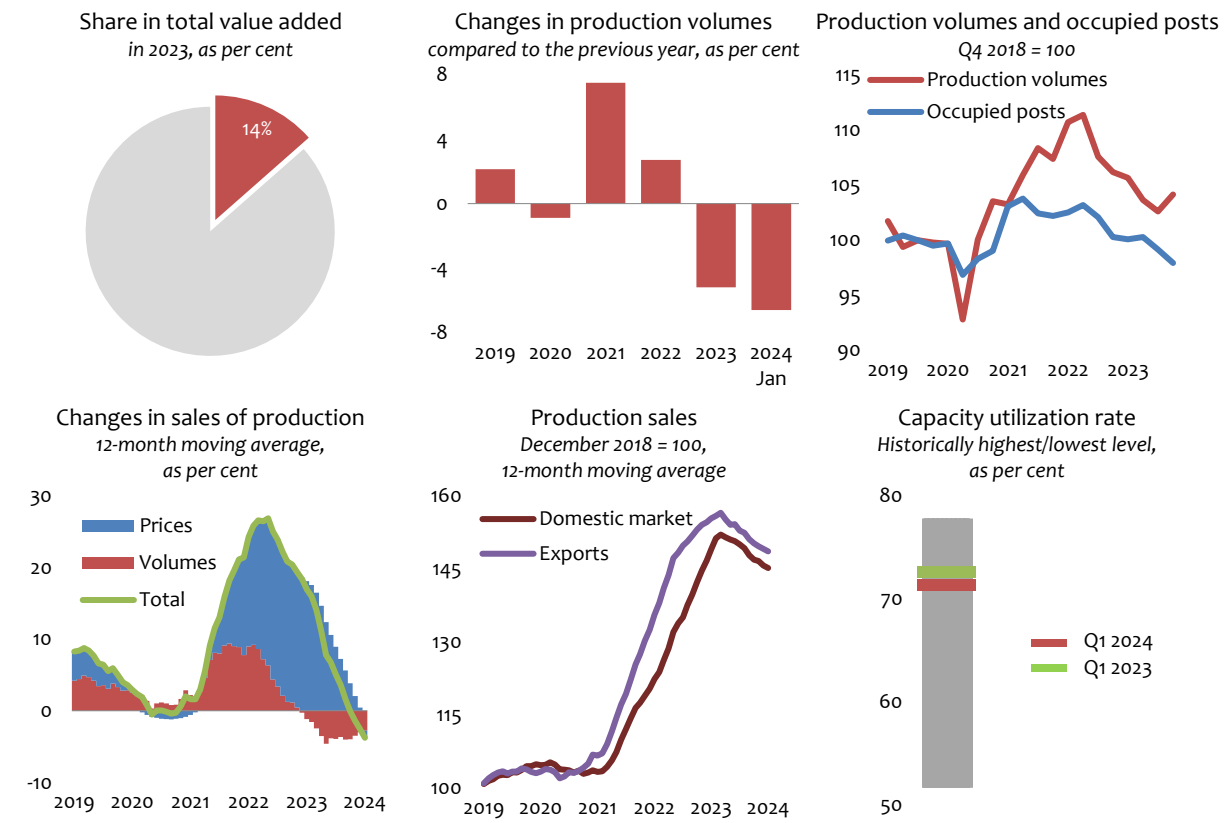 Share in total value added
in 2023, as per cent
14%
Changes in production volumes
compared to the previous year, as per cent
8
4
0
-4
-8
2019 2020 2021 2022 2023 2024
Jan
Production volumes and occupied posts
Q4 2018 = 100
115
110
105
100
95
90
Production volumes
Occupied posts
2019 2020 2021 2022 2023
Changes in sales of production
12-month moving average,
as per cent
30
20
10
0
-10
Prices
Volumes
Total
2019 2020 2021 2022 2023 2024
Production sales
December 2018 = 100,
12-month moving average
160
145
130
115
100
Domestic market
Exports
2019 2020 2021 2022 2023 2024
Capacity utilization rate
Historically highest/lowest level,
as per cent
80
70
60
50
Q1 2024
Q1 2023